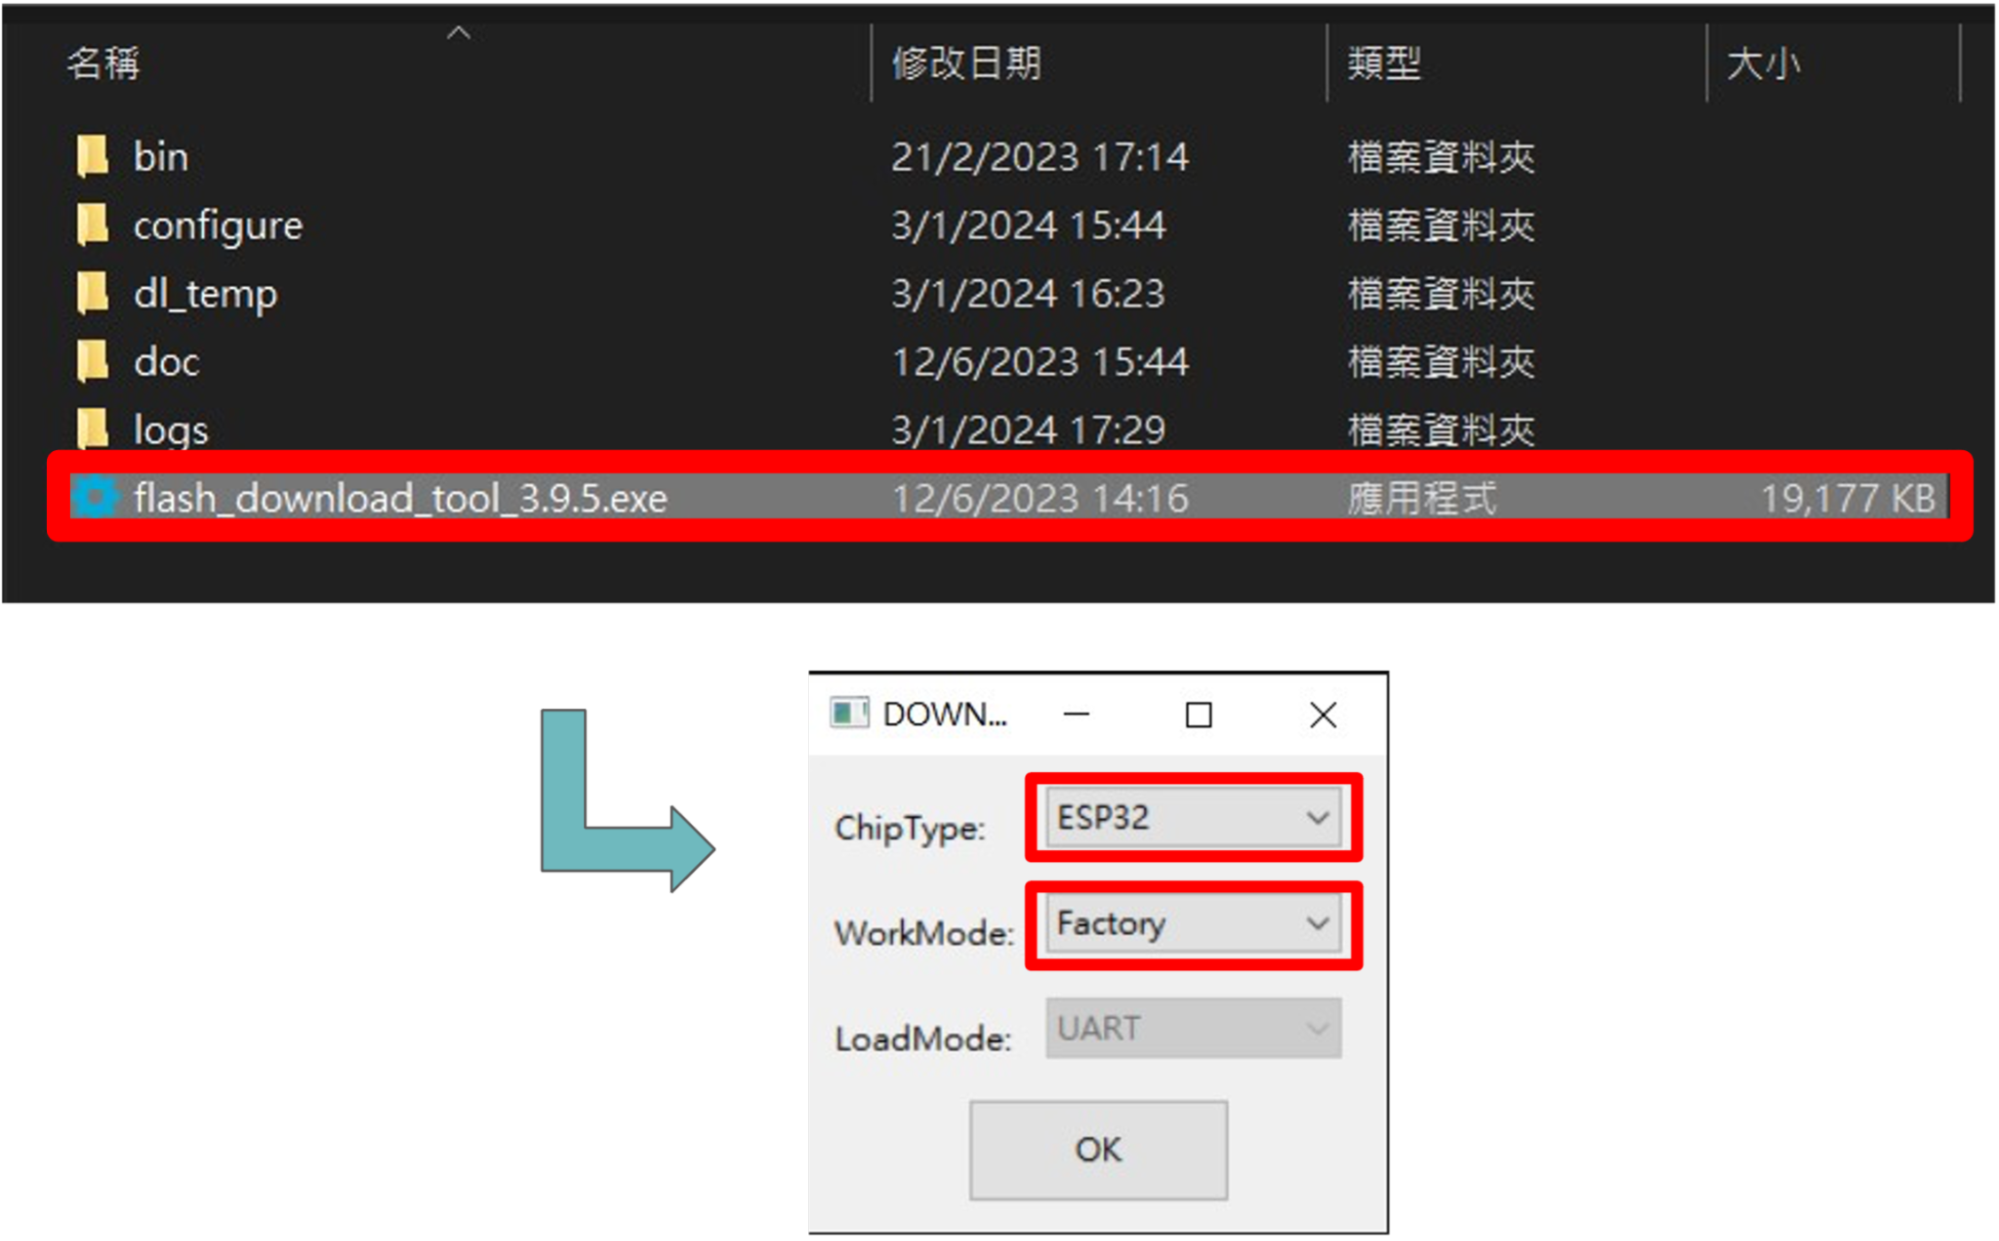 名稱 修改日期 類型 大小
bin 21/2/2023 17:14 檔案資料夾
configure 3/1/2024 15:44 檔案資料夾
dl_temp 3/1/2024 16:23 檔案資料夾
doc 12/6/2023 15:44 檔案資料夾
logs 3/1/2024 17:29 檔案資料夾
flash_download_tool_3.9.5.exe 12/6/2023 14:16 應用程式 19,177 KB
DOWN...
ChipType: ESP32
WorkMode: Factory
LoadMode: UART
OK